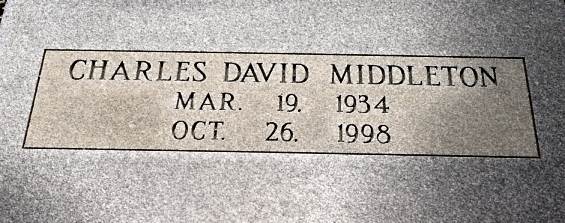 CHARLES DAVID MIDDLETON
MAR. 19. 1934
OCT. 26. 1998